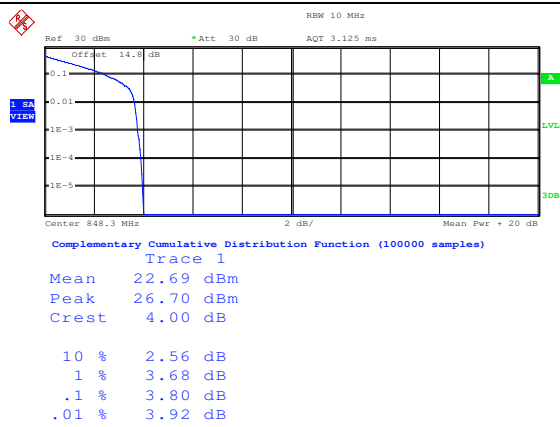 RBW 10 MHz
Ref 30 dBm * Att 30 dB AQT 3.125 ms
Offset 14.8 dB
0.1
A
0.01
1 SA
VIEW
1E-3
LVL
1E-4
1E-5
3DB
Center 848.3 MHz 2 dB/ Mean Pwr + 20 dB
Complementary Cumulative Distribution Function (100000 samples)
Trace 1
Mean 22.69 dBm
Peak 26.70 dBm
Crest 4.00 dB
10 % 2.56 dB
1 % 3.68 dB
.1 % 3.80 dB
.01 % 3.92 dB